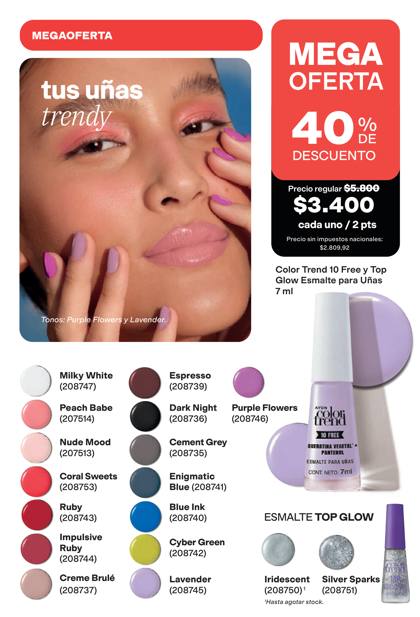 MEGAOFERTA
tus uñas
trendy
Tonos: Purple Flowers y Lavender.
MEGA
OFERTA
40% DE
DESCUENTO
Precio regular $5.800
$3.400
cada uno / 2 pts
Precio sin impuestos nacionales:
$2.809,92
Color Trend 10 Free y Top
Glow Esmalte para Uñas
7 ml
Milky White
(208747)
Peach Babe
(207514)
Nude Mood
(207513)
Coral Sweets
(208753)
Ruby
(208743)
Impulsive
Ruby
(208744)
Creme Brulé
(208737)
Espresso
(208739)
Dark Night
(208736)
Cement Grey
(208735)
Enigmatic
Blue (208741)
Blue Ink
(208740)
Cyber Green
(208742)
Lavender
(208745)
Purple Flowers
(208746)
AVON
color
trend
10 FREE
QUERATINA VEGETAL* +
PANTENOL
ESMALTE PARA UÑAS
CONT. NETO: 7ml
ESMALTE TOP GLOW
Iridescent
(208750)¹
Silver Sparks
(208751)
¹Hasta agotar stock.